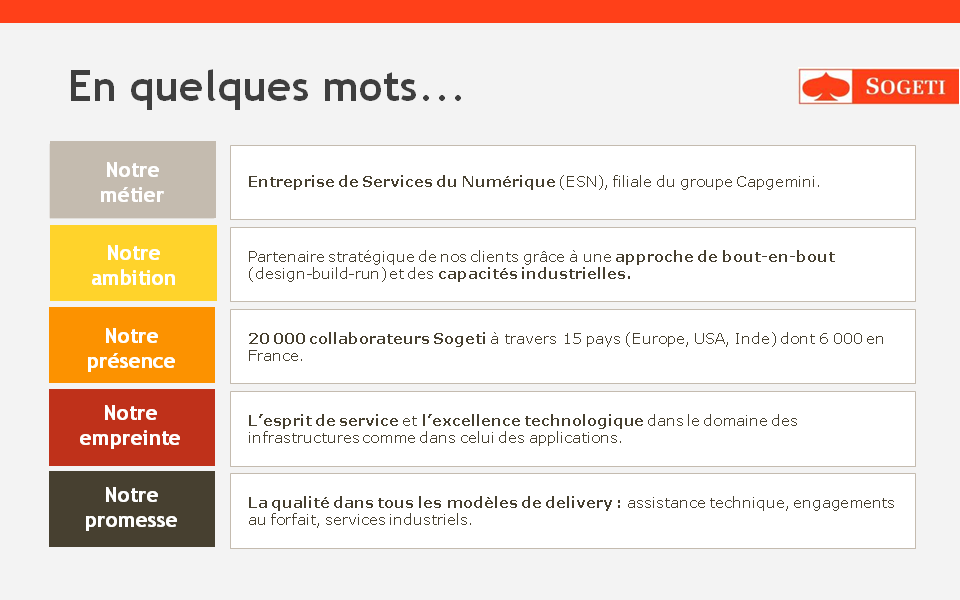 En quelques mots...
SOGETI
Notre
métier
Entreprise de Services du Numérique (ESN), filiale du groupe Capgemini.
Notre
ambition
Partenaire stratégique de nos clients grâce à une approche de bout-en-bout
(design-build-run) et des capacités industrielles.
Notre
présence
20 000 collaborateurs Sogeti à travers 15 pays (Europe, USA, Inde) dont 6 000 en
France.
Notre
empreinte
L’esprit de service et l’excellence technologique dans le domaine des
infrastructures comme dans celui des applications.
Notre
promesse
La qualité dans tous les modèles de delivery : assistance technique, engagements
au forfait, services industriels.